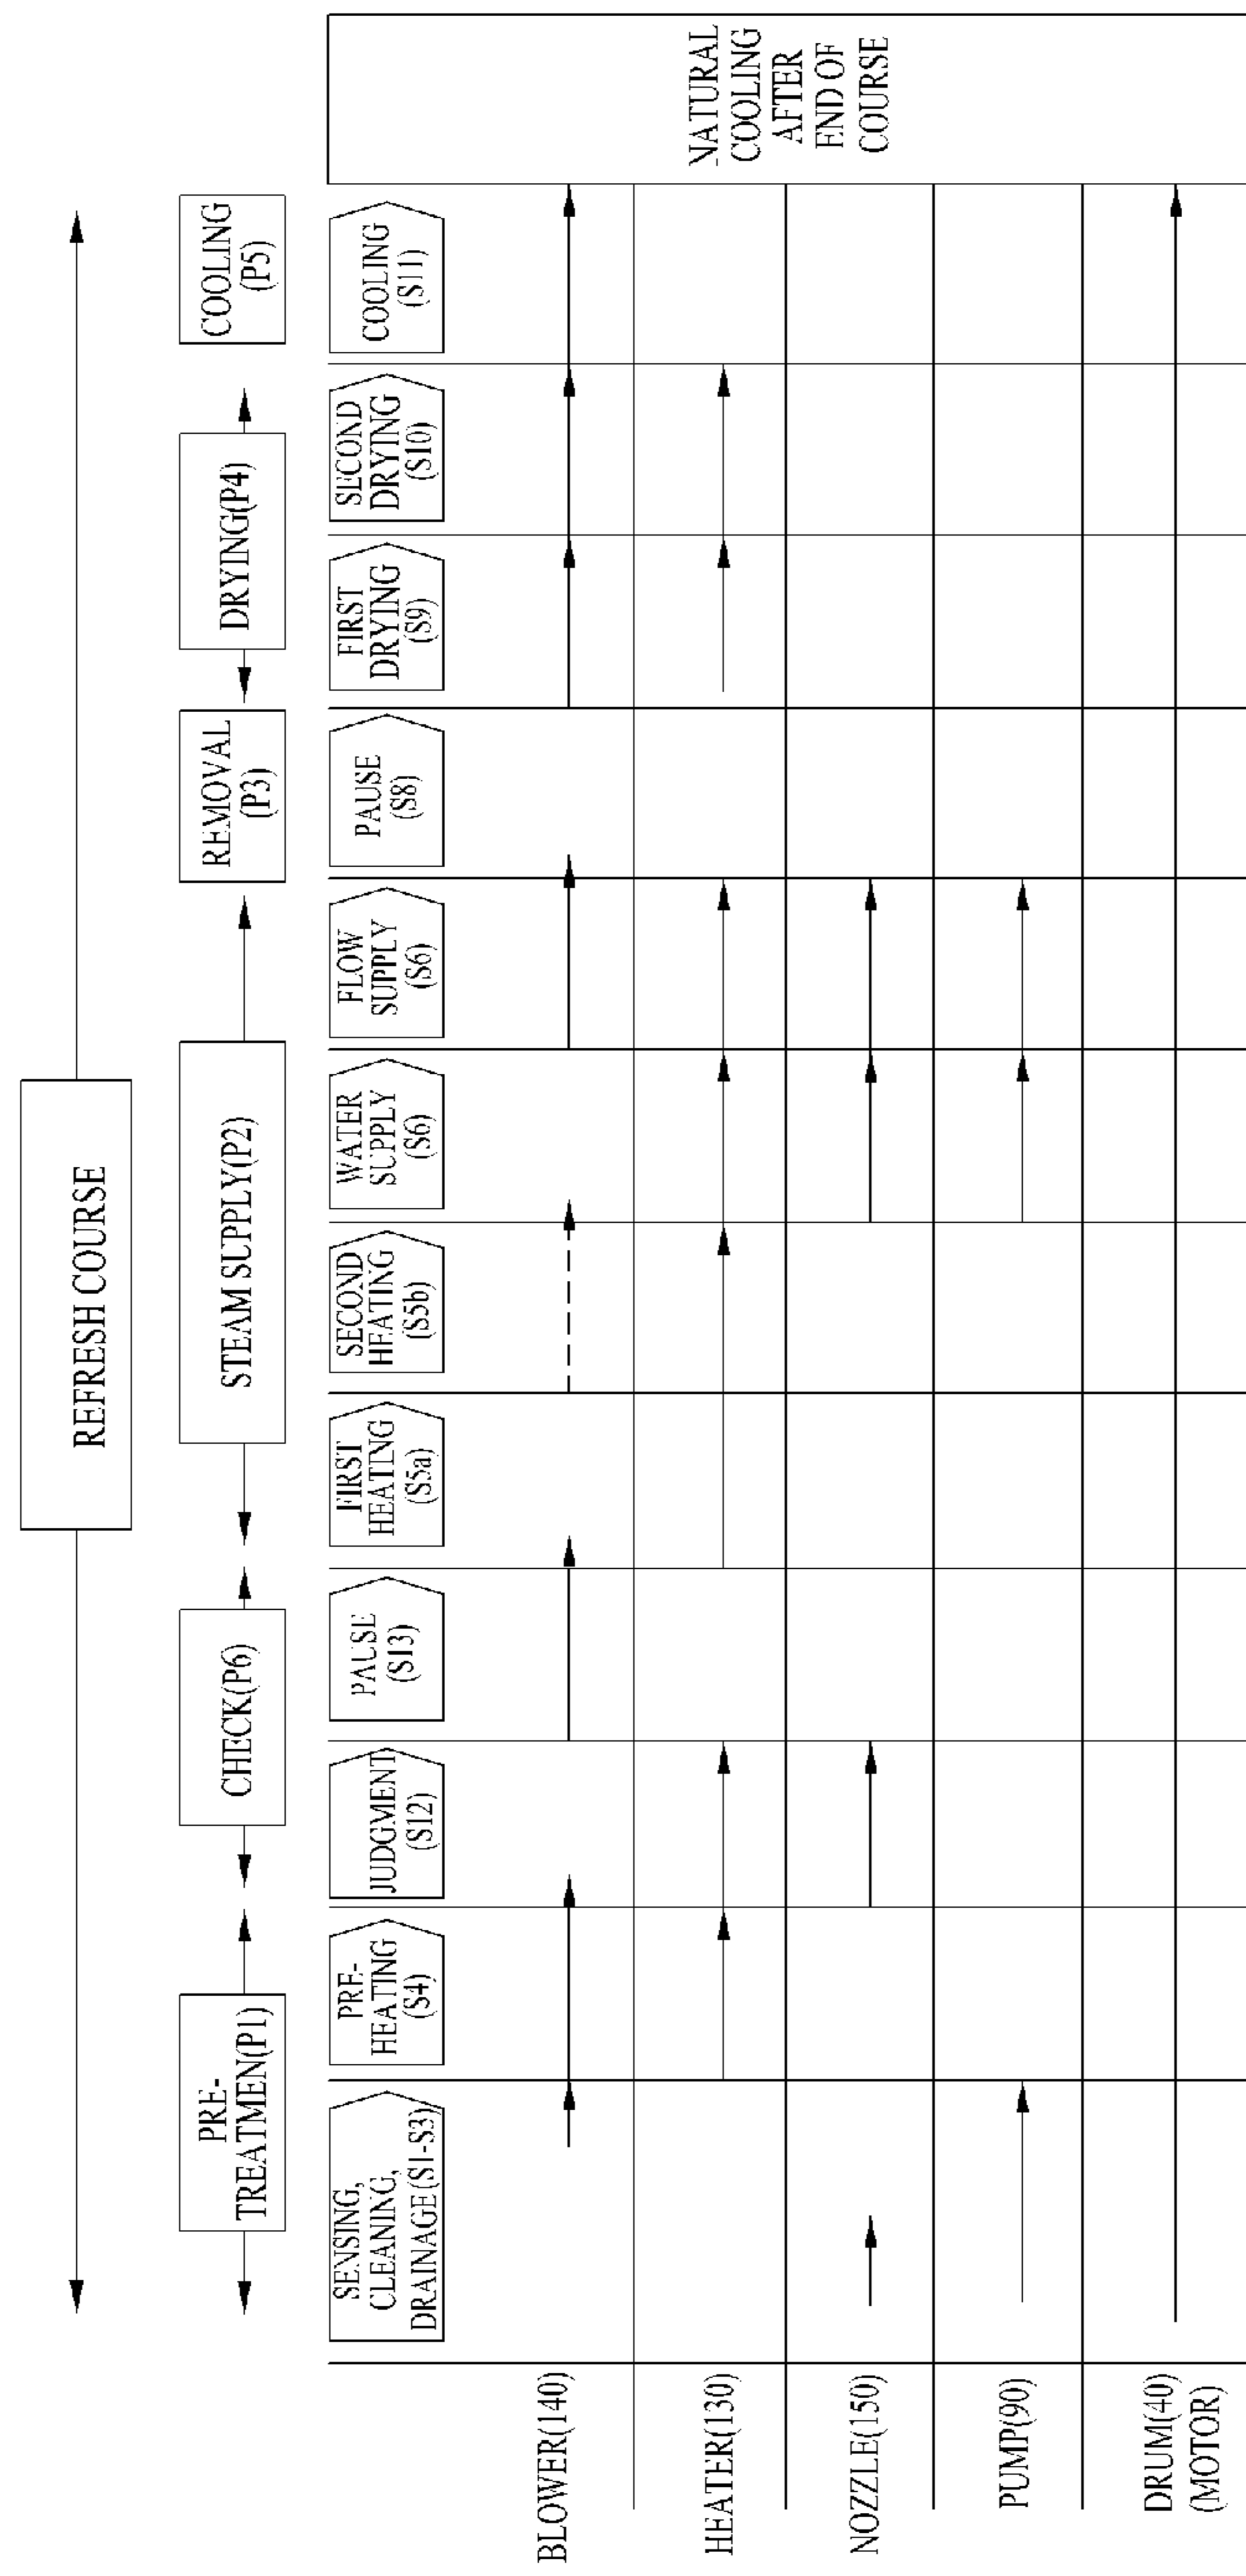 REFRESH COURSE
PRE-
TREATMEN(P1)
CHECK(P6)
STEAM SUPPLY(P2)
REMOVAL
(P3)
DRYING(P4)
COOLING
(P5)
SENSING,
CLEANING,
DRAINAGE(S1-S3)
PRE-
HEATING
(S4)
JUDGMENT
(S12)
PAUSE
(S13)
FIRST
HEATING
(S5a)
SECOND
HEATING
(S5b)
WATER
SUPPLY
(S6)
FLOW
SUPPLY
(S6)
PAUSE
(S8)
FIRST
DRYING
(S9)
SECOND
DRYING
(S10)
COOLING
(S11)
NATURAL
COOLING
AFTER
END OF
COURSE
BLOWER(140)
HEATER(130)
NOZZLE(150)
PUMP(90)
DRUM(40)
(MOTOR)